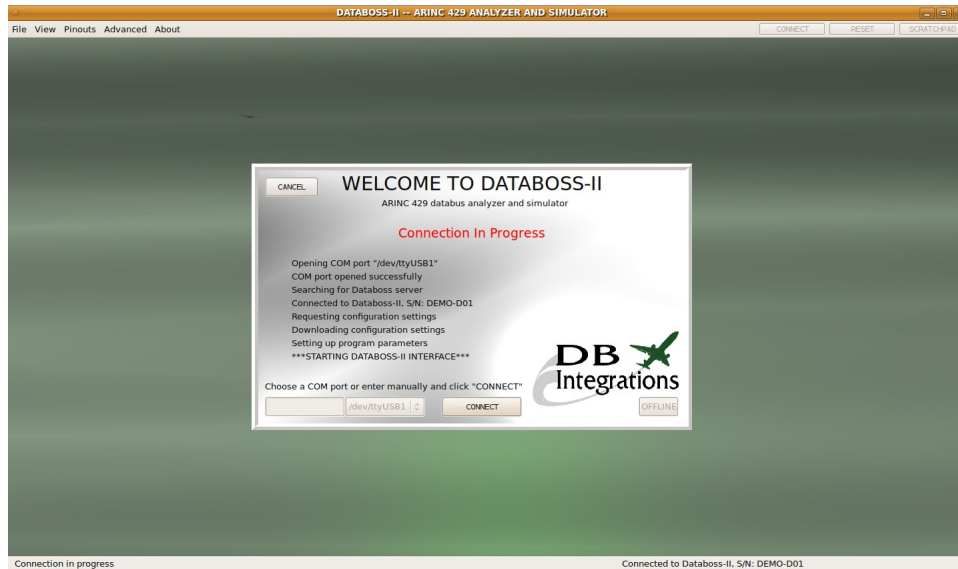 DATABOSS-II -- ARINC 429 ANALYZER AND SIMULATOR
File View Pinouts Advanced About
CONNECT RESET SCRATCHPAD
CANCEL
WELCOME TO DATABOSS-II
ARINC 429 databus analyzer and simulator
Connection In Progress
Opening COM port "/dev/ttyUSB1"
COM port opened successfully
Searching for Databoss server
Connected to Databoss-II, S/N: DEMO-D01
Requesting configuration settings
Downloading configuration settings
Setting up program parameters
***STARTING DATABOSS-II INTERFACE***
DB
Integrations
Choose a COM port or enter manually and click "CONNECT"
/dev/ttyUSB1 CONNECT OFFLINE
Connection in progress Connected to Databoss-II, S/N: DEMO-D01